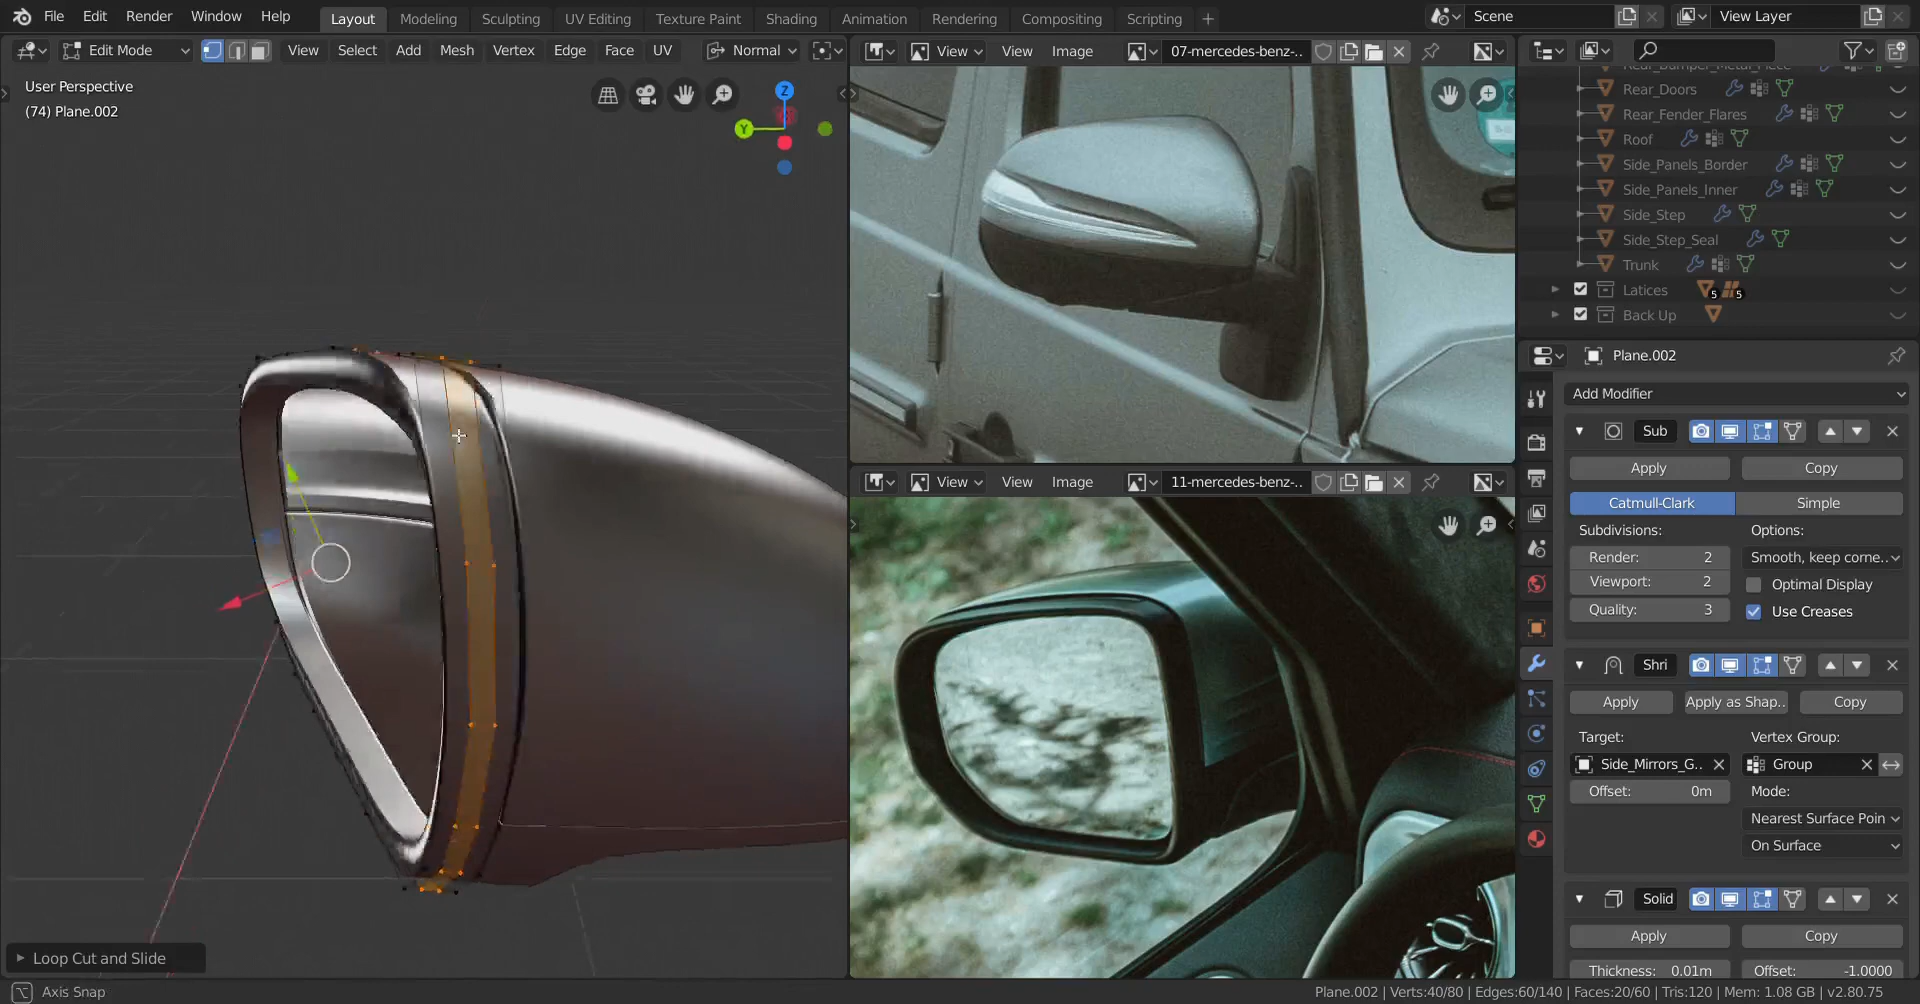 File Edit Render Window Help
Layout Modeling Sculpting UV Editing Texture Paint Shading Animation Rendering Compositing Scripting +
Scene
View Layer
Edit Mode
View Select Add Mesh Vertex Edge Face UV
Normal
View View Image 07-mercedes-benz-..
User Perspective
(74) Plane.002
Z
Y
Rear_Doors
Rear_Fender_Flares
Roof
Side_Panels_Border
Side_Panels_Inner
Side_Step
Side_Step_Seal
Trunk
Latices 5 5
Back Up
Plane.002
Add Modifier
Sub
Apply Copy
Catmull-Clark Simple
Subdivisions: Options:
Render: 2 Smooth, keep corne..
Viewport: 2 Optimal Display
Quality: 3 Use Creases
Shri
Apply Apply as Shap.. Copy
Target: Vertex Group:
Side_Mirrors_G.. Group
Offset: 0m Mode:
Nearest Surface Poin
On Surface
Solid
Apply Copy
Thickness: 0.01m Offset: -1.0000
View View Image 11-mercedes-benz-..
Loop Cut and Slide
Axis Snap
Plane.002 | Verts:40/80 | Edges:60/140 | Faces:20/60 | Tris:120 | Mem: 1.08 GB | v2.80.75